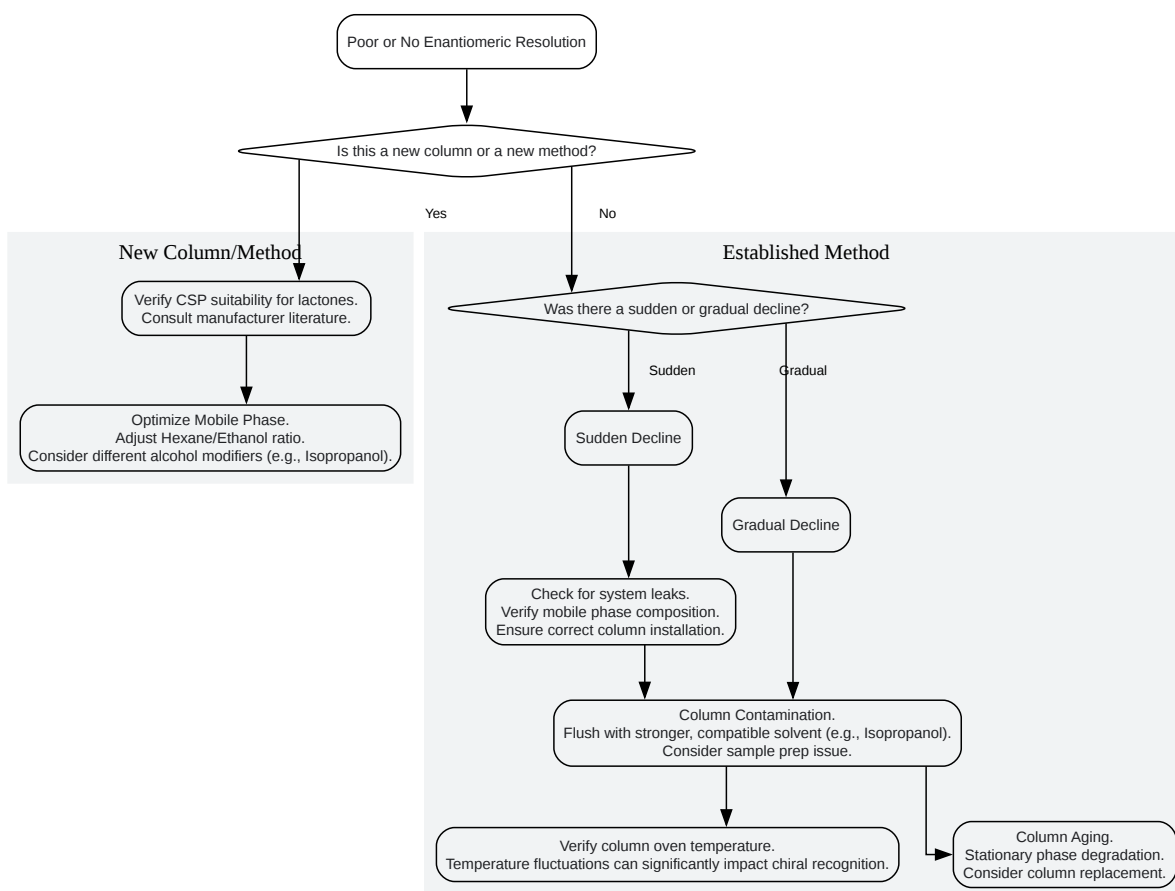 Poor or No Enantiomeric Resolution
Is this a new column or a new method?
Yes
No
New Column/Method
Verify CSP suitability for lactones.
Consult manufacturer literature.
Optimize Mobile Phase.
Adjust Hexane/Ethanol ratio.
Consider different alcohol modifiers (e.g., Isopropanol).
Established Method
Was there a sudden or gradual decline?
Sudden
Gradual
Sudden Decline
Gradual Decline
Check for system leaks.
Verify mobile phase composition.
Ensure correct column installation.
Column Contamination.
Flush with stronger, compatible solvent (e.g., Isopropanol).
Consider sample prep issue.
Verify column oven temperature.
Temperature fluctuations can significantly impact chiral recognition.
Column Aging.
Stationary phase degradation.
Consider column replacement.